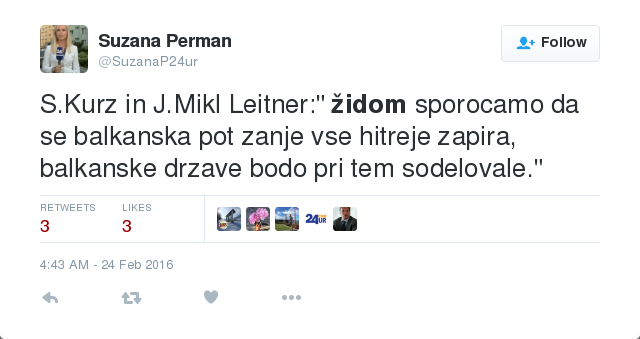 Suzana Perman
@SuzanaP24ur
Follow
S.Kurz in J.Mikl Leitner:" židom sporocamo da
se balkanska pot zanje vse hitreje zapira,
balkanske drzave bodo pri tem sodelovale."
RETWEETS LIKES
3 3
24UR
4:43 AM - 24 Feb 2016